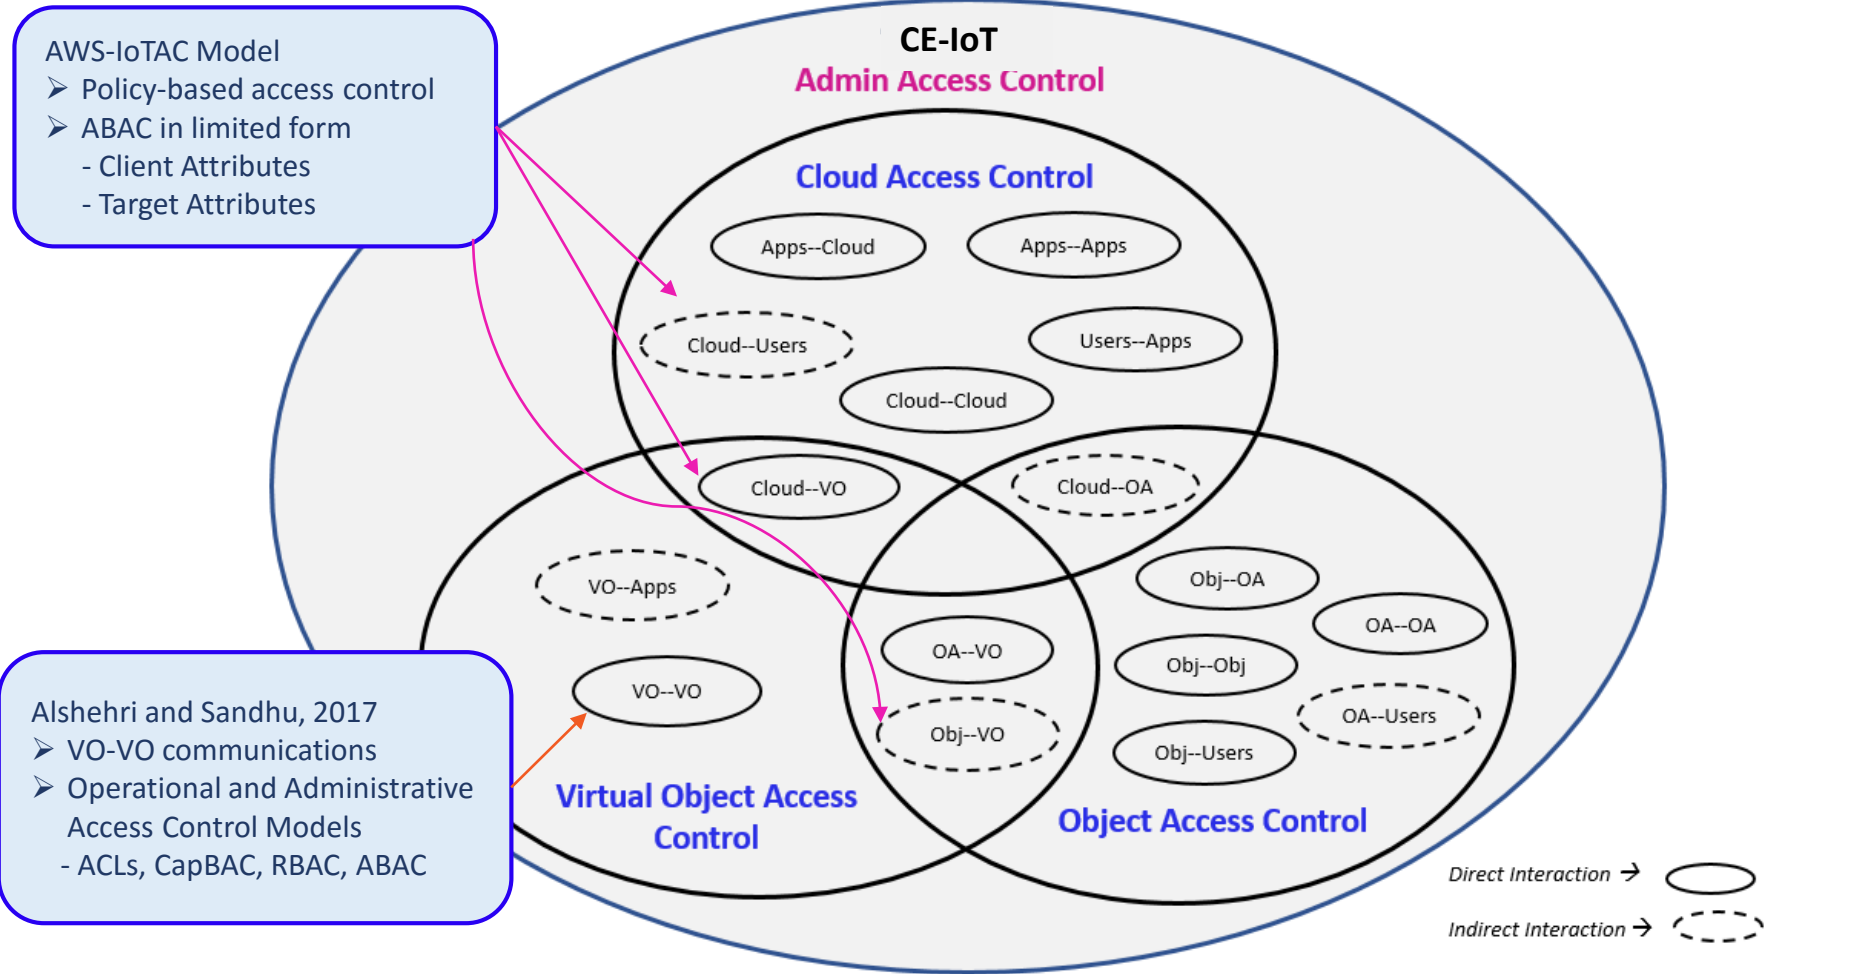 AWS-IoTAC Model
➢ Policy-based access control
➢ ABAC in limited form
- Client Attributes
- Target Attributes
CE-IoT
Admin Access Control
Cloud Access Control
Apps--Cloud
Apps--Apps
Cloud--Users
Users--Apps
Cloud--Cloud
Cloud--VO
Cloud--OA
VO--Apps
VO--VO
OA--VO
Obj--VO
Obj--OA
OA--OA
Obj--Obj
OA--Users
Obj--Users
Virtual Object Access
Control
Object Access Control
Alshehri and Sandhu, 2017
➢ VO-VO communications
➢ Operational and Administrative
Access Control Models
- ACLs, CapBAC, RBAC, ABAC
Direct Interaction →
Indirect Interaction →